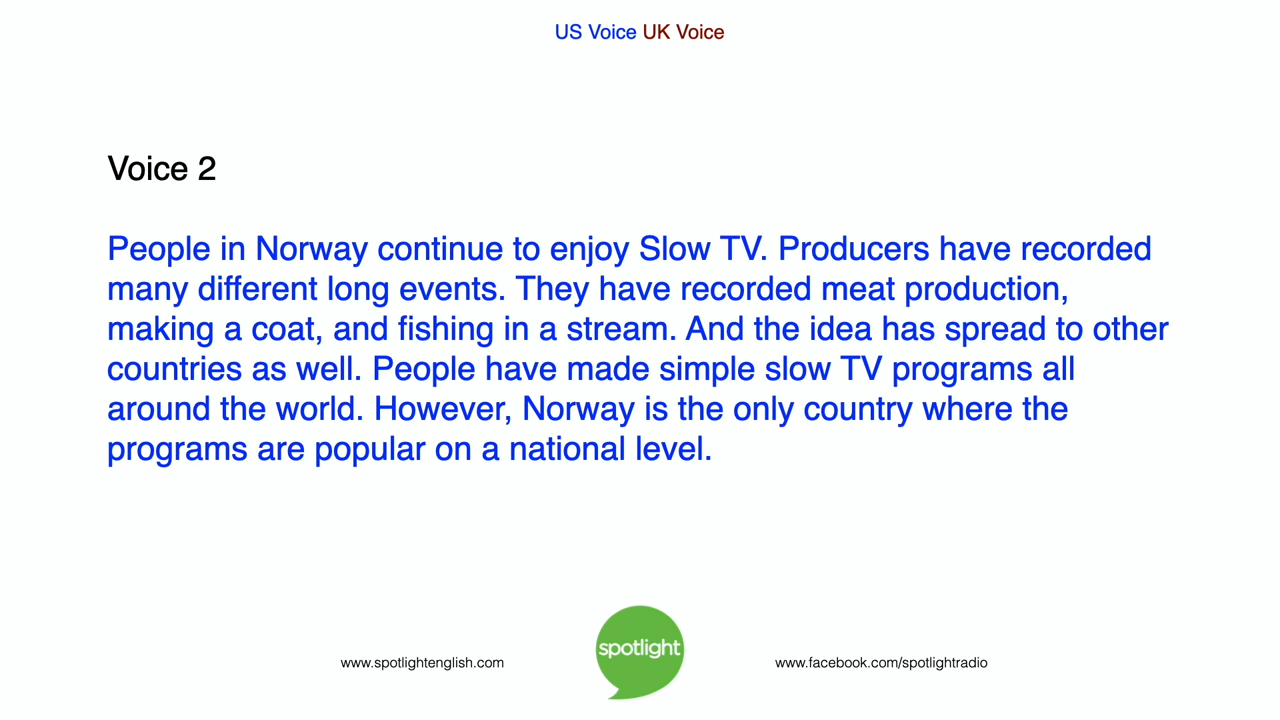 US Voice UK Voice
Voice 2
People in Norway continue to enjoy Slow TV. Producers have recorded
many different long events. They have recorded meat production,
making a coat, and fishing in a stream. And the idea has spread to other
countries as well. People have made simple slow TV programs all
around the world. However, Norway is the only country where the
programs are popular on a national level.
www.spotlightenglish.com
spotlight
www.facebook.com/spotlightradio